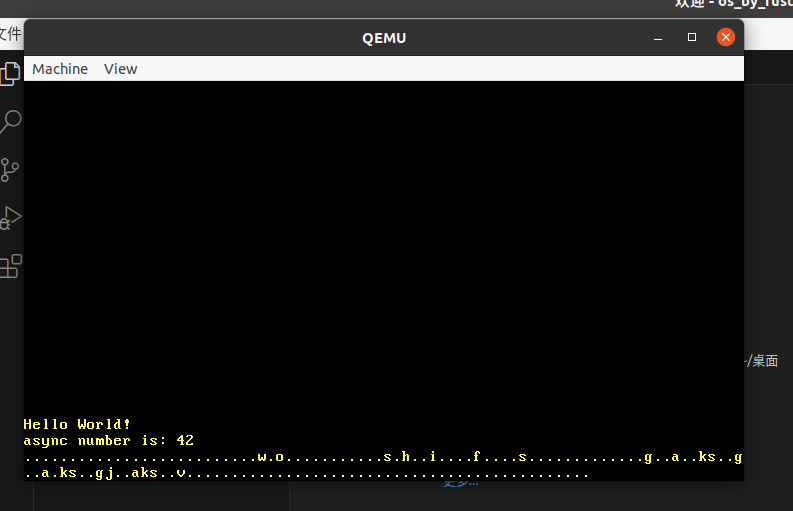 欢迎 - os_by_rust
文件
QEMU
Machine View
~/桌面
Hello World!
async number is: 42
..........................w.o...........s.h..i....f....s.............g..a..ks..g
..a.ks..gj..aks..v.............................................
更多...